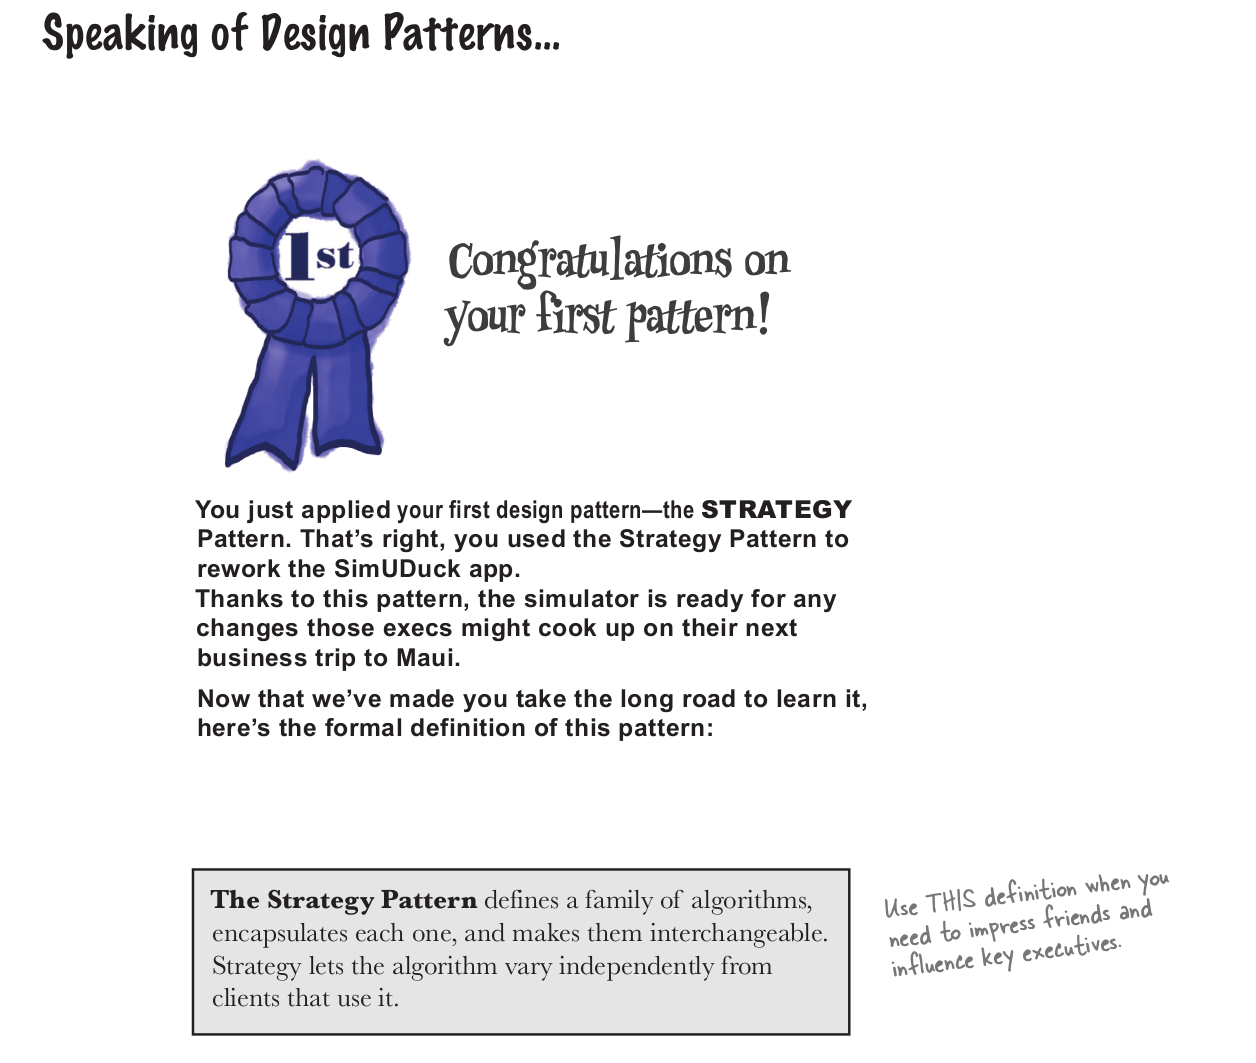 Speaking of Design Patterns...
1st
Congratulations on
your first pattern!
You just applied your first design pattern—the STRATEGY
Pattern. That’s right, you used the Strategy Pattern to
rework the SimUDuck app.
Thanks to this pattern, the simulator is ready for any
changes those execs might cook up on their next
business trip to Maui.
Now that we’ve made you take the long road to learn it,
here’s the formal definition of this pattern:
The Strategy Pattern defines a family of algorithms,
encapsulates each one, and makes them interchangeable.
Strategy lets the algorithm vary independently from
clients that use it.
Use THIS definition when you
need to impress friends and
influence key executives.